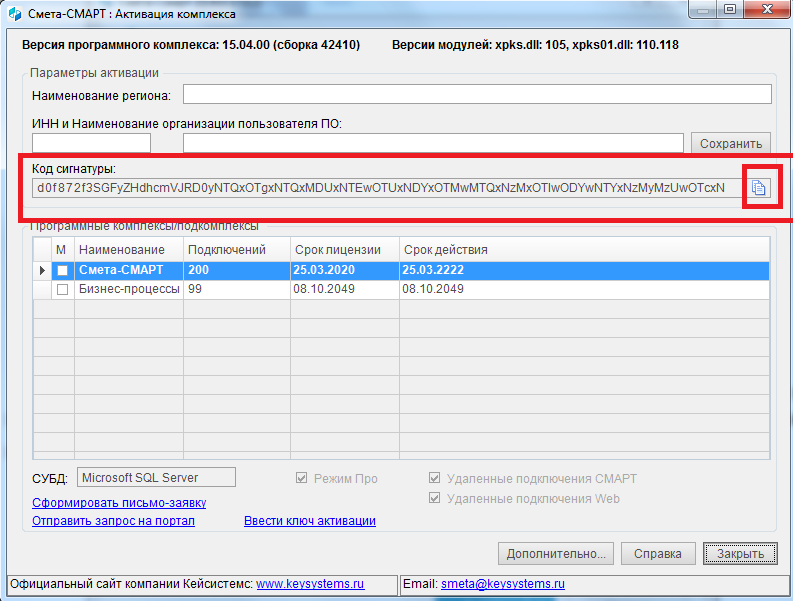 Смета-СМАРТ : Активация комплекса
Версия программного комплекса: 15.04.00 (сборка 42410) Версии модулей: xpks.dll: 105, xpks01.dll: 110.118
Параметры активации
Наименование региона:
ИНН и Наименование организации пользователя ПО:
Сохранить
Код сигнатуры:
d0f872f3SGFyZHdhcmVJRD0yNTQxOTgxNTQxMDUxNTEwOTUxNDYxOTMwMTQxNzMxOTIwODYwNTYxNzMyMzUwOTcxN
Программные комплексы/подкомплексы
М Наименование Подключений Срок лицензии Срок действия
Смета-СМАРТ 200 25.03.2020 25.03.2222
Бизнес-процессы 99 08.10.2049 08.10.2049
СУБД: Microsoft SQL Server Режим Про Удаленные подключения СМАРТ
Удаленные подключения Web
Сформировать письмо-заявку
Отправить запрос на портал Ввести ключ активации
Дополнительно... Справка Закрыть
Официальный сайт компании Кейсистемс: www.keysystems.ru Email: smeta@keysystems.ru